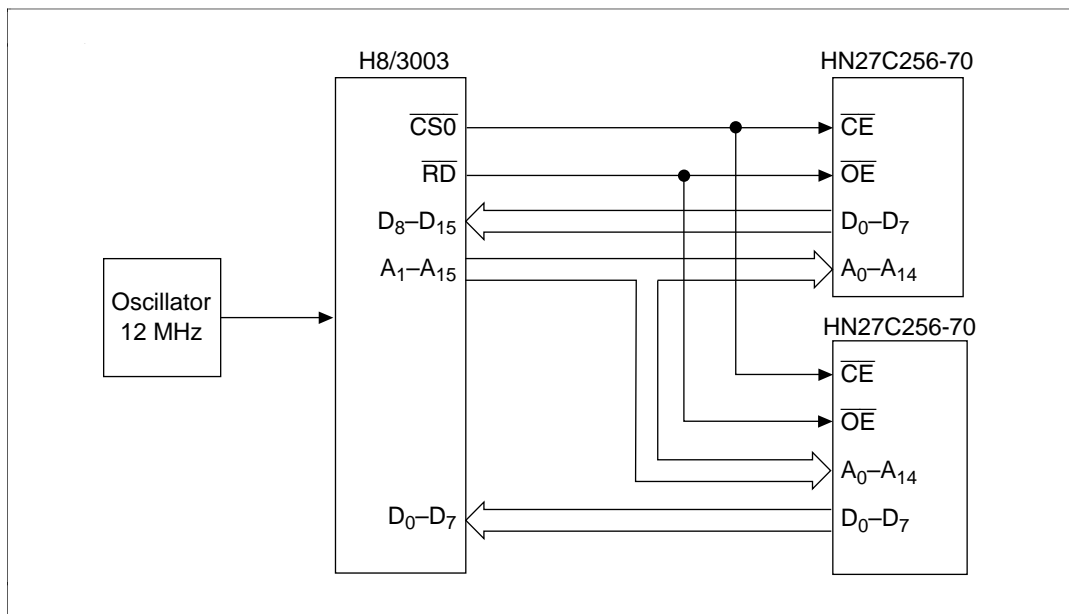 H8/3003
HN27C256-70
CS0
CE
RD
OE
D8–D15
D0–D7
A1–A15
A0–A14
Oscillator
12 MHz
HN27C256-70
CE
OE
A0–A14
D0–D7
D0–D7